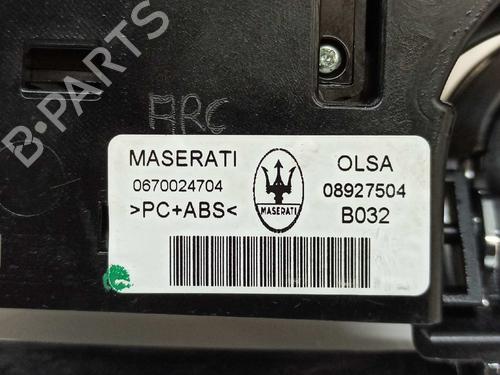 B-PARTS
ARC
MASERATI
OLSA
0670024704
08927504
>PC+ABS<
MASERATI
B032